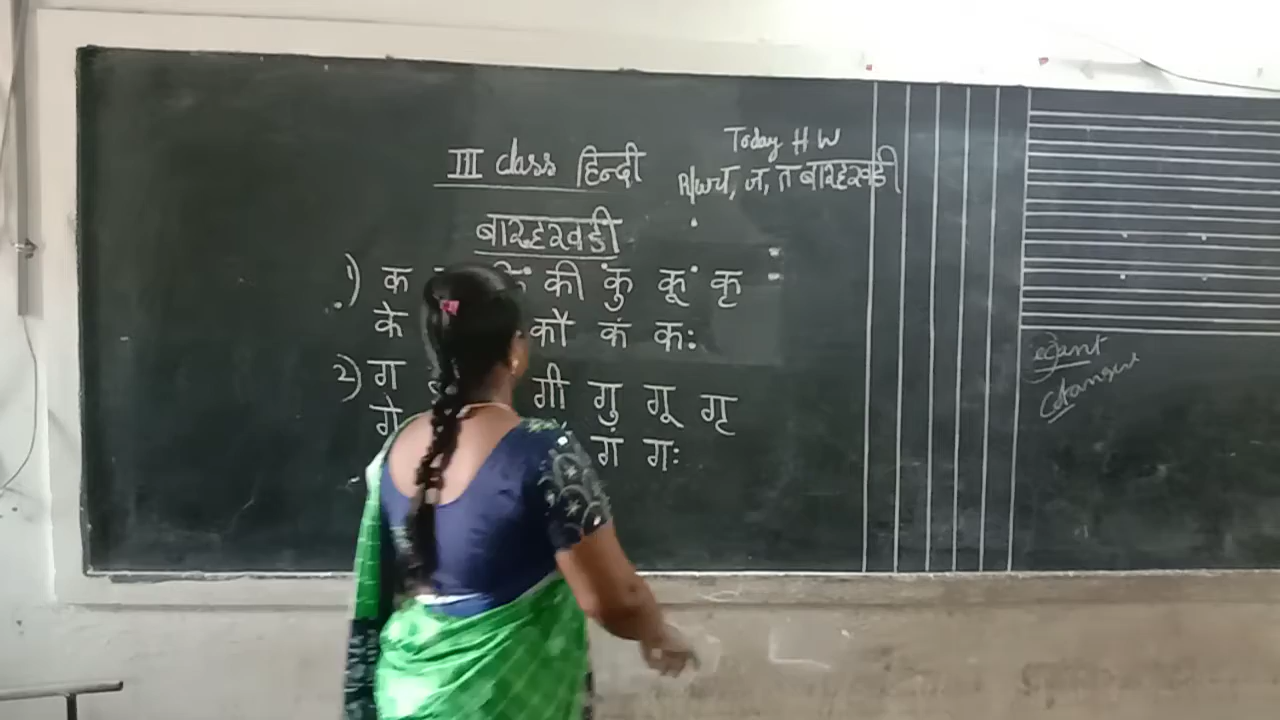 III class हिन्दी
Today H W
R/w च, ज, त बारहखडी
बारहखडी
1) क की कु कू कृ
के कौ कं कः
2) ग गी गु गू गृ
गे गं गः